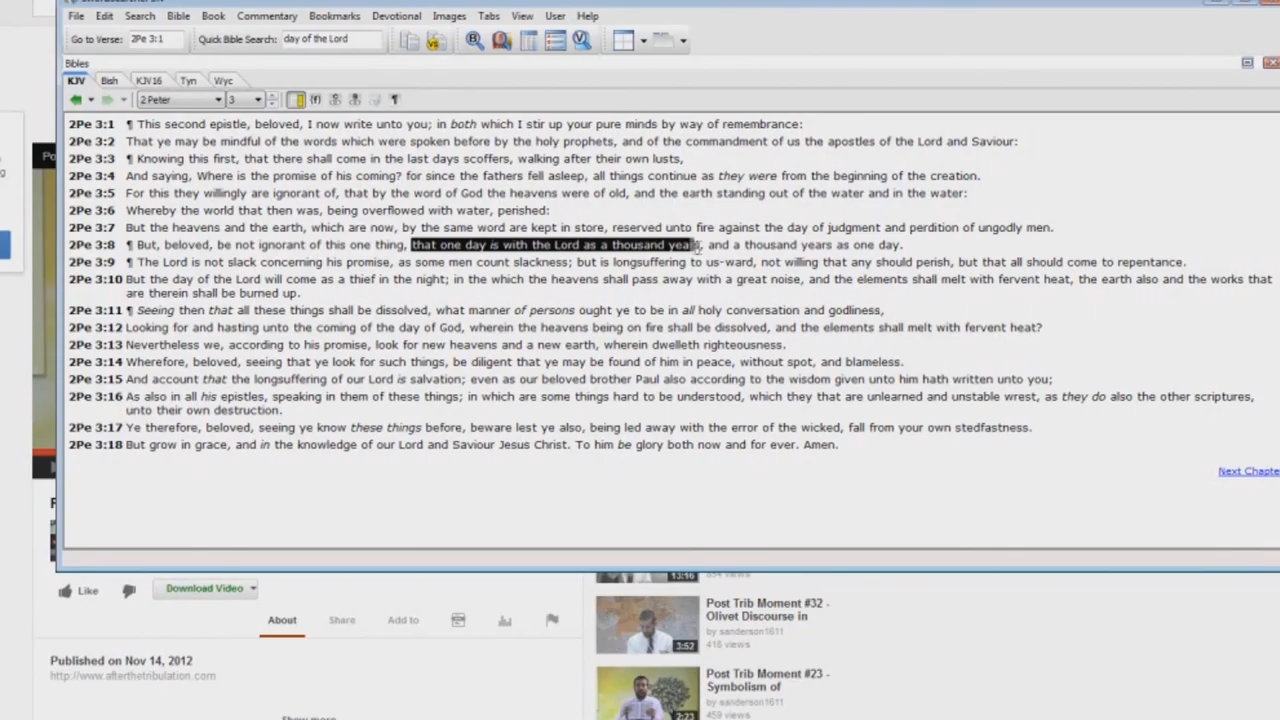 File Edit Search Bible Book Commentary Bookmarks Devotional Images Tabs View User Help
Go to Verse: 2Pe 3:1 Quick Bible Search: day of the Lord
Bibles
KJV Bish KJV16 Tyn Wyc
2 Peter 3
2Pe 3:1 ¶ This second epistle, beloved, I now write unto you; in both which I stir up your pure minds by way of remembrance:
2Pe 3:2 That ye may be mindful of the words which were spoken before by the holy prophets, and of the commandment of us the apostles of the Lord and Saviour:
2Pe 3:3 ¶ Knowing this first, that there shall come in the last days scoffers, walking after their own lusts,
2Pe 3:4 And saying, Where is the promise of his coming? for since the fathers fell asleep, all things continue as they were from the beginning of the creation.
2Pe 3:5 For this they willingly are ignorant of, that by the word of God the heavens were of old, and the earth standing out of the water and in the water:
2Pe 3:6 Whereby the world that then was, being overflowed with water, perished:
2Pe 3:7 But the heavens and the earth, which are now, by the same word are kept in store, reserved unto fire against the day of judgment and perdition of ungodly men.
2Pe 3:8 ¶ But, beloved, be not ignorant of this one thing, that one day is with the Lord as a thousand years, and a thousand years as one day.
2Pe 3:9 ¶ The Lord is not slack concerning his promise, as some men count slackness; but is longsuffering to us-ward, not willing that any should perish, but that all should come to repentance.
2Pe 3:10 But the day of the Lord will come as a thief in the night; in the which the heavens shall pass away with a great noise, and the elements shall melt with fervent heat, the earth also and the works that
are therein shall be burned up.
2Pe 3:11 ¶ Seeing then that all these things shall be dissolved, what manner of persons ought ye to be in all holy conversation and godliness,
2Pe 3:12 Looking for and hasting unto the coming of the day of God, wherein the heavens being on fire shall be dissolved, and the elements shall melt with fervent heat?
2Pe 3:13 Nevertheless we, according to his promise, look for new heavens and a new earth, wherein dwelleth righteousness.
2Pe 3:14 Wherefore, beloved, seeing that ye look for such things, be diligent that ye may be found of him in peace, without spot, and blameless.
2Pe 3:15 And account that the longsuffering of our Lord is salvation; even as our beloved brother Paul also according to the wisdom given unto him hath written unto you;
2Pe 3:16 As also in all his epistles, speaking in them of these things; in which are some things hard to be understood, which they that are unlearned and unstable wrest, as they do also the other scriptures,
unto their own destruction.
2Pe 3:17 Ye therefore, beloved, seeing ye know these things before, beware lest ye also, being led away with the error of the wicked, fall from your own stedfastness.
2Pe 3:18 But grow in grace, and in the knowledge of our Lord and Saviour Jesus Christ. To him be glory both now and for ever. Amen.
Next Chapte
Po
Like Download Video
About Share Add to
Published on Nov 14, 2012
http://www.afterthetribulation.com
13:16
views
Post Trib Moment #32 -
Olivet Discourse in
by sanderson1611
416 views
3:52
Post Trib Moment #23 -
Symbolism of
by sanderson1611
459 views
2:23